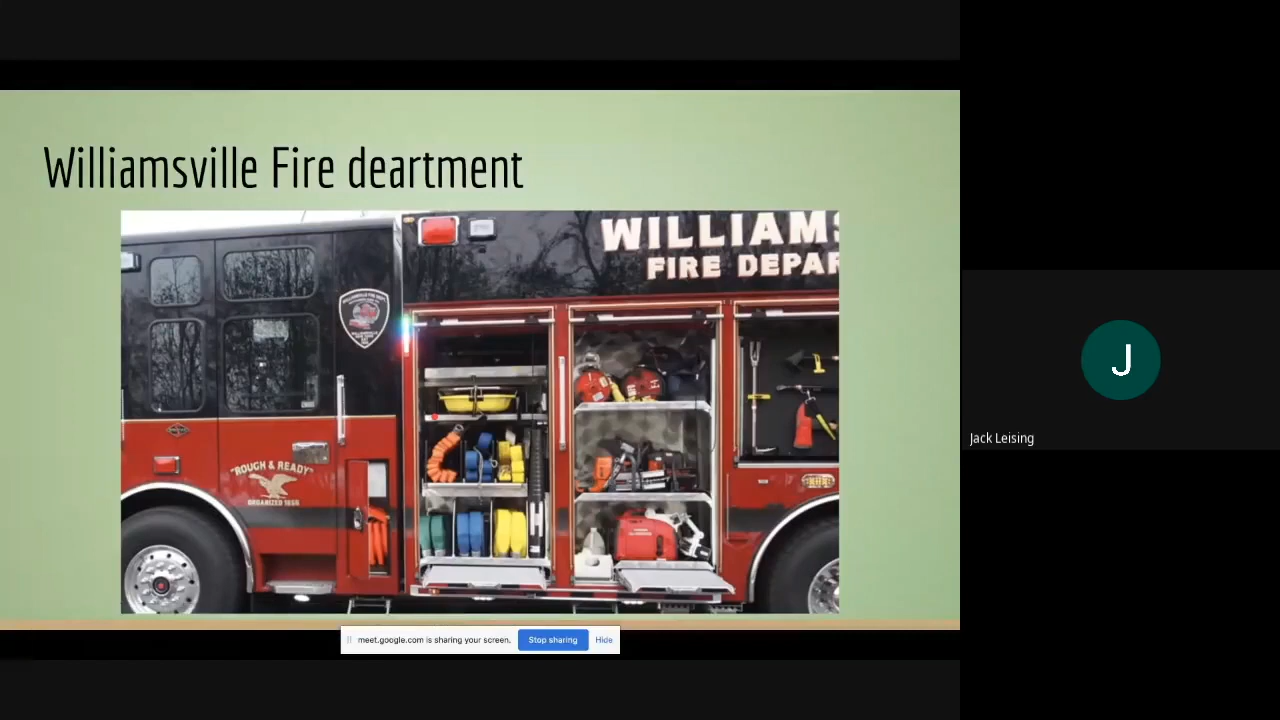 Williamsville Fire deartment
WILLIAMS
FIRE DEPAR
"ROUGH & READY"
meet.google.com is sharing your screen.
Stop sharing
Hide
J
Jack Leising